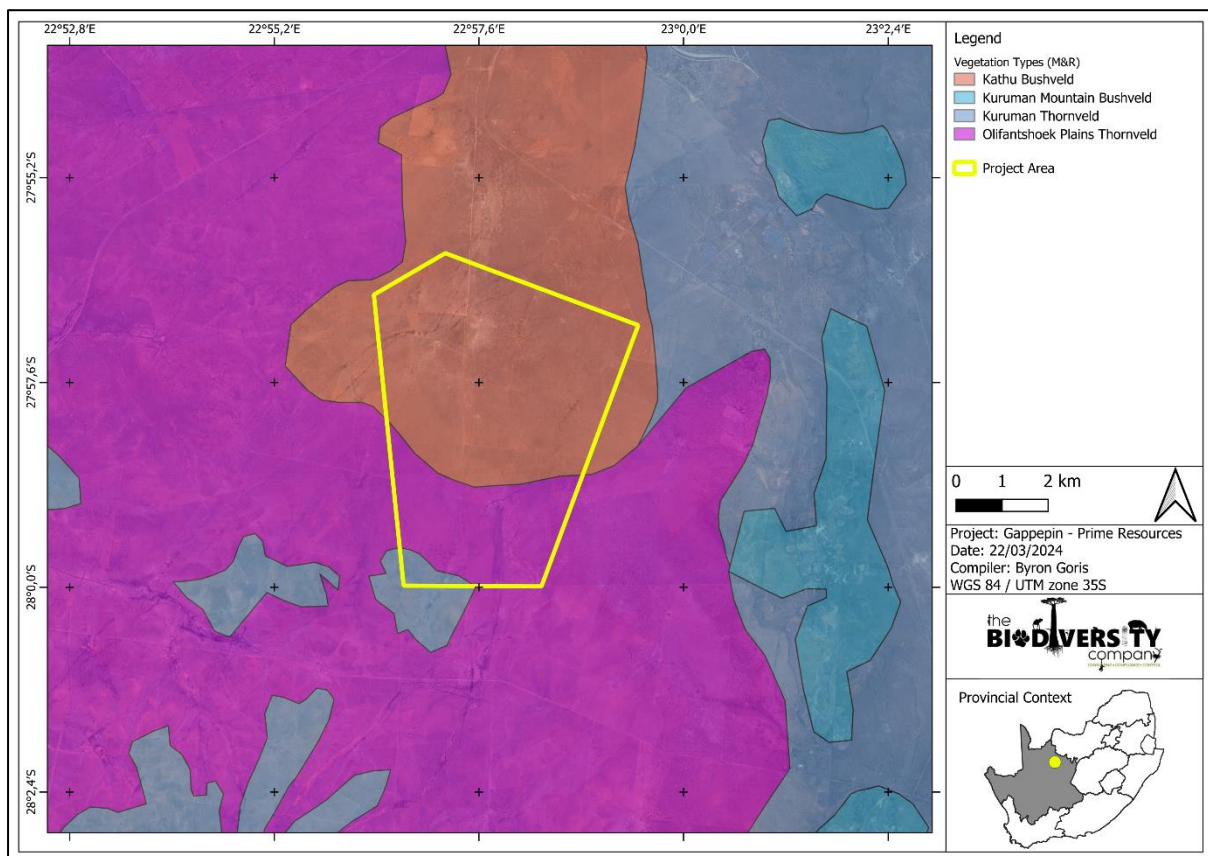 22°52,8'E
22°55,2'E
22°57,6'E
23°0,0'E
23°2,4'E
27°55,2'S
27°57,6'S
28°0,0'S
28°2,4'S
Legend
Vegetation Types (M&R)
Kathu Bushveld
Kuruman Mountain Bushveld
Kuruman Thornveld
Olifantshoek Plains Thornveld
Project Area
0 1 2 km
Project: Gappepin - Prime Resources
Date: 22/03/2024
Compiler: Byron Goris
WGS 84 / UTM zone 35S
the
BIODIVERSITY
company
Provincial Context